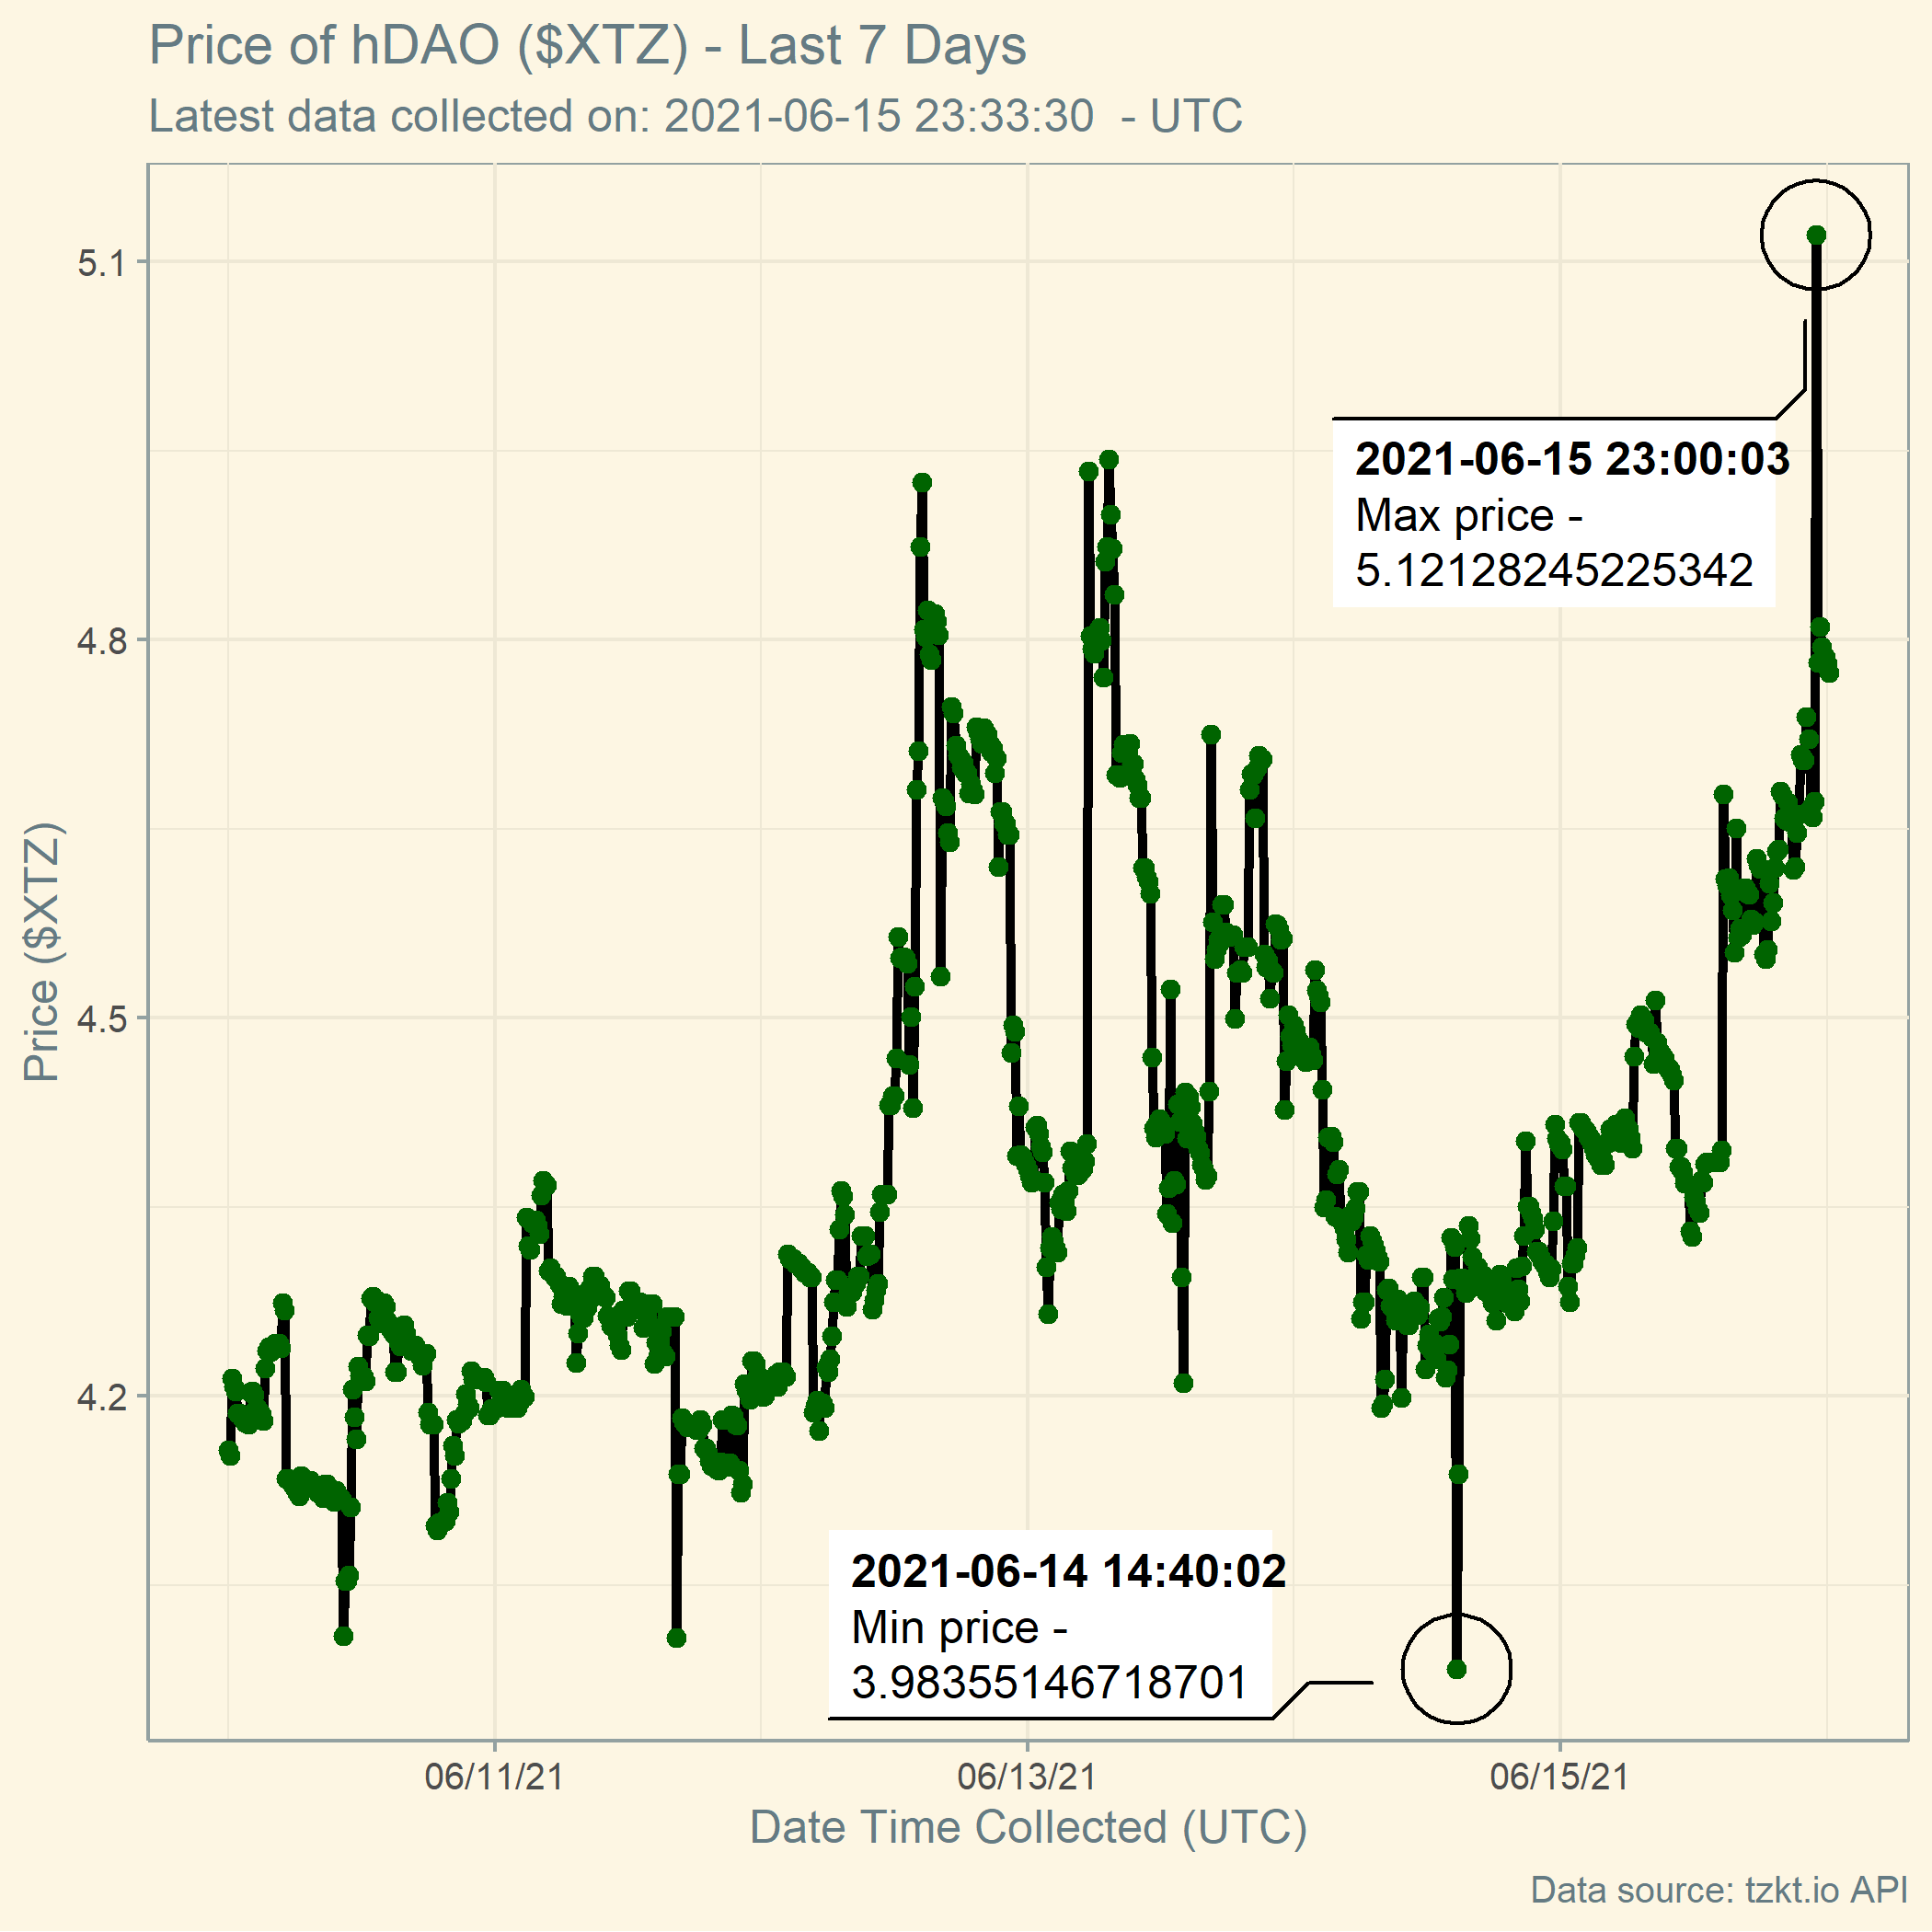 Price of hDAO ($XTZ) - Last 7 Days
Latest data collected on: 2021-06-15 23:33:30  - UTC
5.1
4.8
4.5
4.2
Price ($XTZ)
2021-06-15 23:00:03
Max price -
5.12128245225342
2021-06-14 14:40:02
Min price -
3.98355146718701
06/11/21
06/13/21
06/15/21
Date Time Collected (UTC)
Data source: tzkt.io API